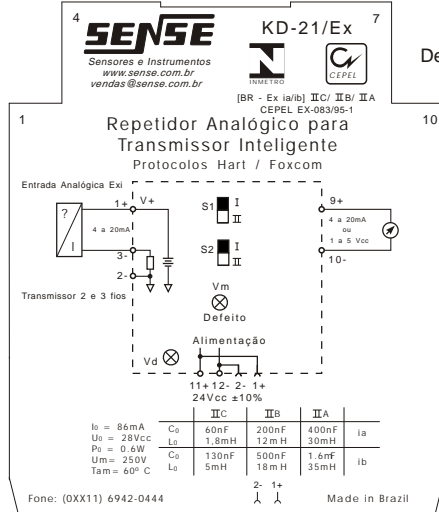 4
7
SENSE
Sensores e Instrumentos
www.sense.com.br
vendas @sense.com.br
KD-21/Ex
INMETRO
CEPEL
De
[BR - Ex ia/ib] IIC/ IIB/ IIA
CEPEL EX-083/95-1
1
10
Repetidor Analógico para
Transmissor Inteligente
Protocolos Hart / Foxcom
Entrada Analógica Exi
1+ V+
?
I
4 a 20mA
3-
2-
Transmissor 2 e 3 fios
S1 I
II
S2 I
II
9+
4 a 20mA
ou
1 a 5 Vcc
10-
Vm
Defeito
Alimentação
Vd
11+ 12- 2- 1+
24Vcc ±10%
IIC IIB IIA
I0 = 86mA
U0 = 28Vcc
P0 = 0.6W
Um= 250V
Tam= 60º C
C0 60nF 200nF 400nF ia
L0 1,8mH 12mH 30mH
C0 130nF 500nF 1.6mF ib
L0 5mH 18mH 35mH
2- 1+
Fone: (0XX11) 6942-0444
Made in Brazil